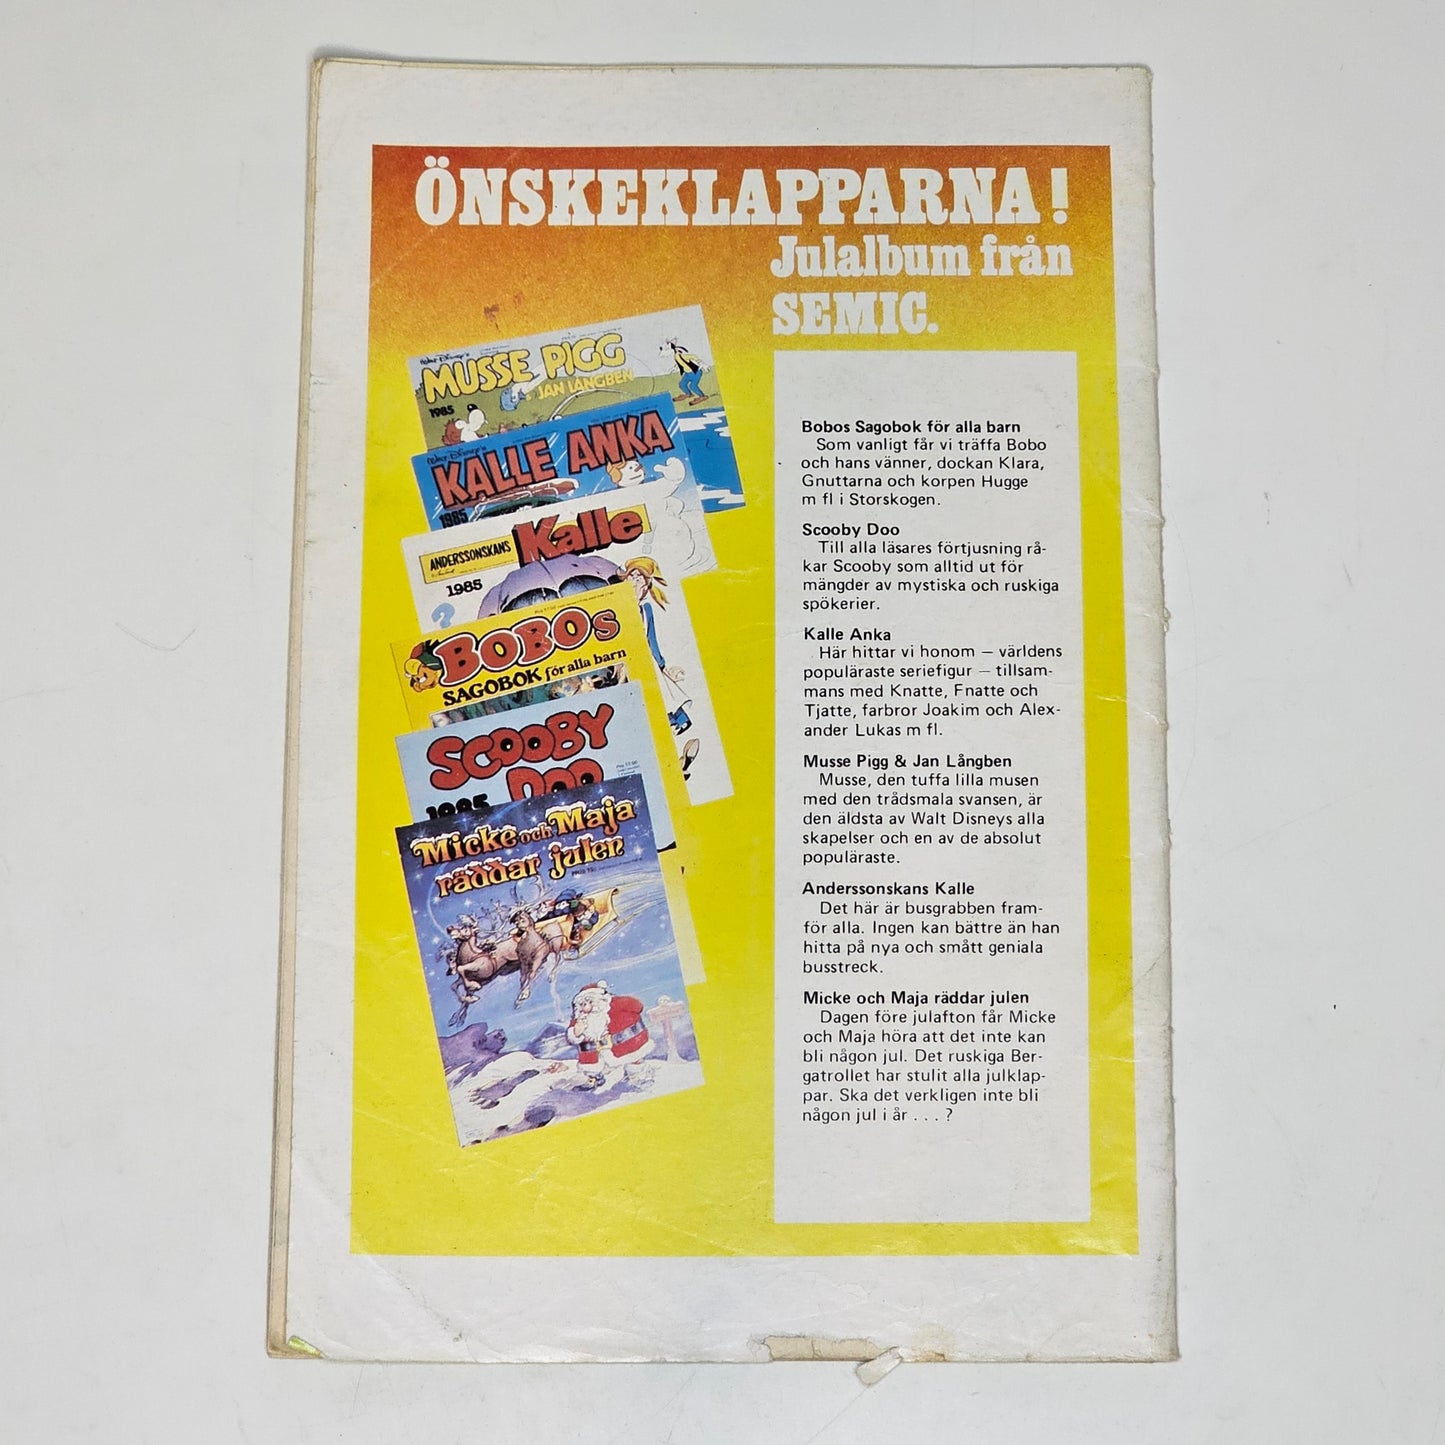 ÖNSKEKLAPPARNA!
Julalbum från
SEMIC.
Walt Disney's
MUSSE PIGG
& JAN LÅNGBEN
1985
Walt Disney's
KALLE ANKA
1985
ANDERSSONSKANS
Kalle
1985
BOBOs
SAGOBOK för alla barn
SCOOBY
DOO
1985
Micke och Maja
räddar julen
Bobos Sagobok för alla barn
Som vanligt får vi träffa Bobo
och hans vänner, dockan Klara,
Gnuttarna och korpen Hugge
m fl i Storskogen.
Scooby Doo
Till alla läsares förtjusning rå-
kar Scooby som alltid ut för
mängder av mystiska och ruskiga
spökerier.
Kalle Anka
Här hittar vi honom – världens
populäraste seriefigur – tillsam-
mans med Knatte, Fnatte och
Tjatte, farbror Joakim och Alex-
ander Lukas m fl.
Musse Pigg & Jan Långben
Musse, den tuffa lilla musen
med den trådsmala svansen, är
den äldsta av Walt Disneys alla
skapelser och en av de absolut
populäraste.
Anderssonskans Kalle
Det här är busgrabben fram-
för alla. Ingen kan bättre än han
hitta på nya och smått geniala
busstreck.
Micke och Maja räddar julen
Dagen före julafton får Micke
och Maja höra att det inte kan
bli någon jul. Det ruskiga Ber-
gatrollet har stulit alla julklap-
par. Ska det verkligen inte bli
någon jul i år . . . ?